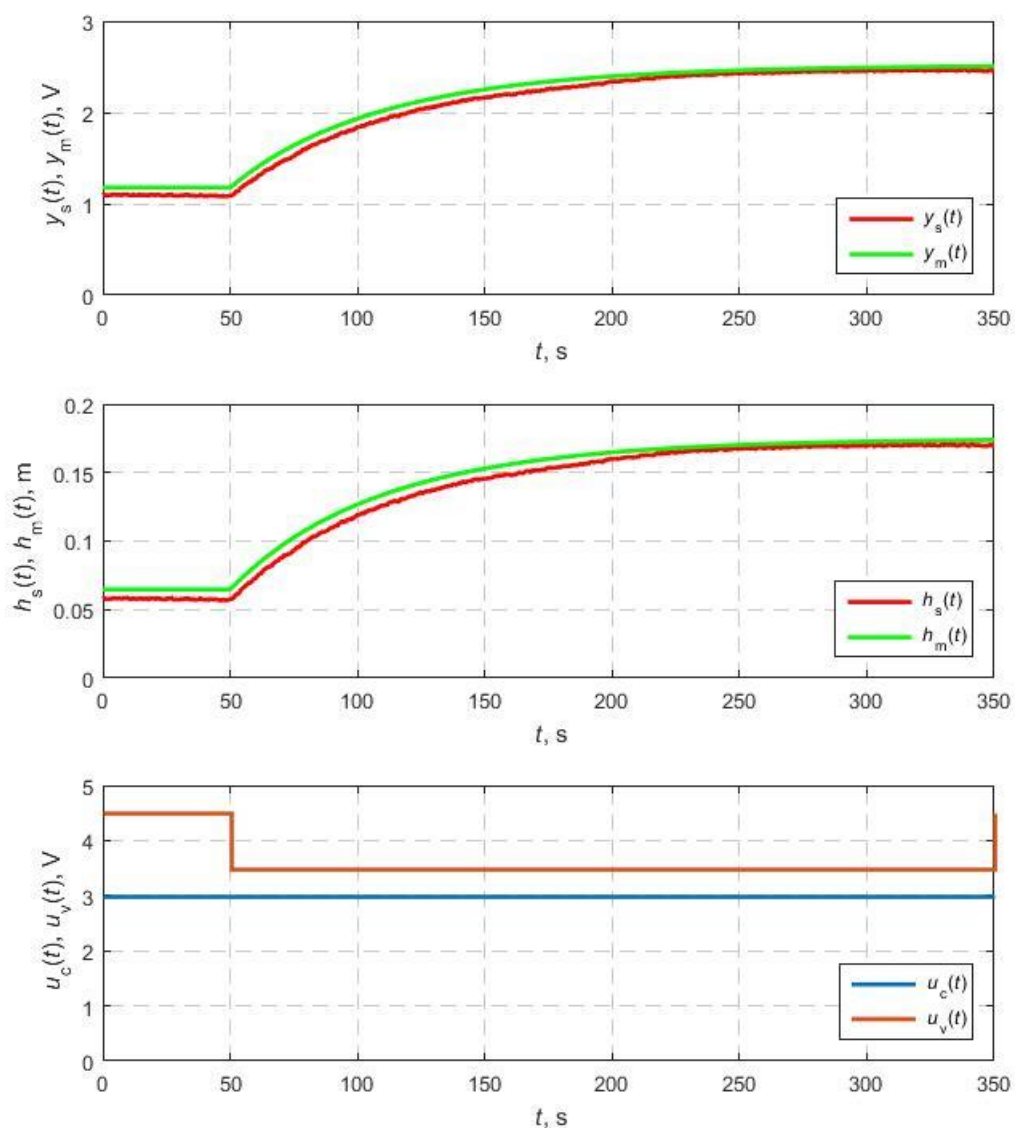 3
2
1
0
y_s(t), y_m(t), V
y_s(t)
y_m(t)
0 50 100 150 200 250 300 350
t, s
0.2
0.15
0.1
0.05
0
h_s(t), h_m(t), m
h_s(t)
h_m(t)
0 50 100 150 200 250 300 350
t, s
5
4
3
2
1
0
u_c(t), u_v(t), V
u_c(t)
u_v(t)
0 50 100 150 200 250 300 350
t, s